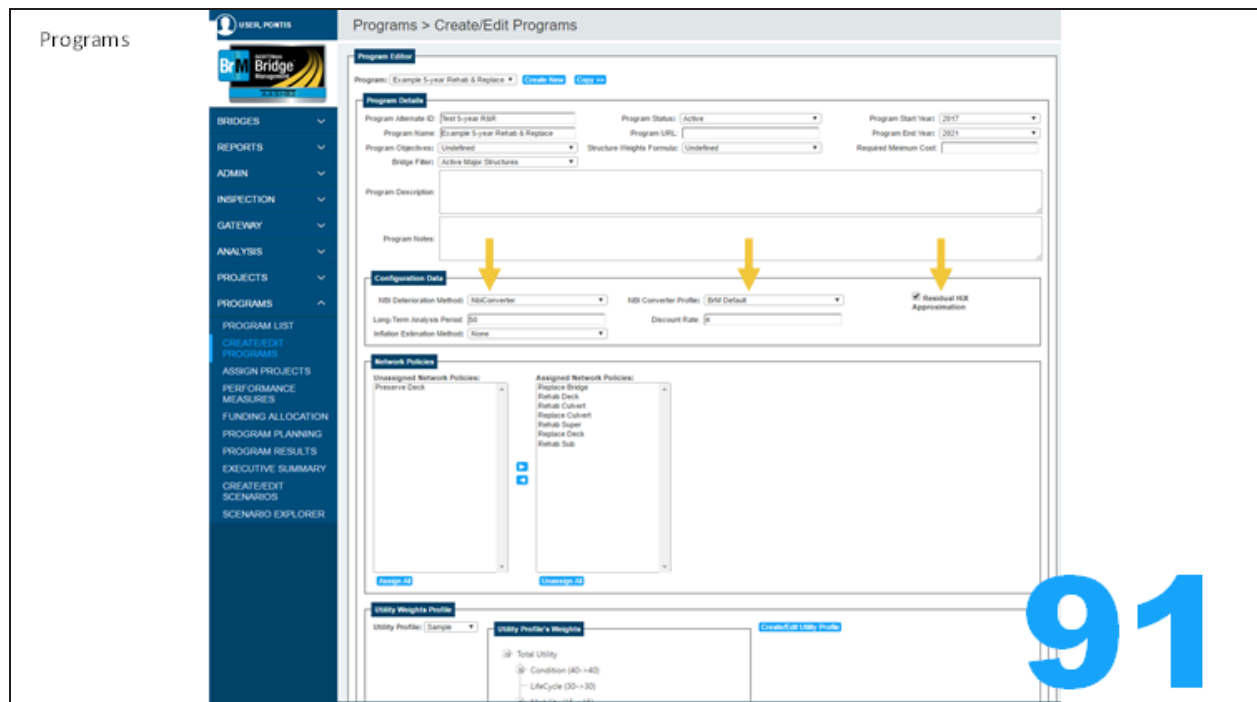 Programs
USER, PONTIS
Programs > Create/Edit Programs
BrM Bridge
Management
AASHTO
Program Editor
Program: Example 5-year Rehab & Replace Create New Copy >>
Program Details
Program Alternate ID: Test 5-year R&R Program Status: Active Program Start Year: 2017
Program Name: Example 5-year Rehab & Replace Program URL: Program End Year: 2021
Program Objectives: Undefined Structure Weights Formula: Undefined Required Minimum Cost:
Bridge Filter: Active Major Structures
Program Description:
Program Notes:
Configuration Data
NBI Deterioration Method: NbiConverter NBI Converter Profile: BrM Default Residual HIX
Approximation
Long-Term Analysis Period: 50 Discount Rate: 4
Inflation Estimation Method: None
Network Policies
Unassigned Network Policies: Assigned Network Policies:
Preserve Deck Replace Bridge
Rehab Deck
Rehab Culvert
Replace Culvert
Rehab Super
Replace Deck
Rehab Sub
Assign All Unassign All
Utility Weights Profile
Utility Profile: Sample Utility Profile's Weights Create/Edit Utility Profile
Total Utility
Condition (40->40)
LifeCycle (30->30)
BRIDGES
REPORTS
ADMIN
INSPECTION
GATEWAY
ANALYSIS
PROJECTS
PROGRAMS
PROGRAM LIST
CREATE/EDIT
PROGRAMS
ASSIGN PROJECTS
PERFORMANCE
MEASURES
FUNDING ALLOCATION
PROGRAM PLANNING
PROGRAM RESULTS
EXECUTIVE SUMMARY
CREATE/EDIT
SCENARIOS
SCENARIO EXPLORER
91